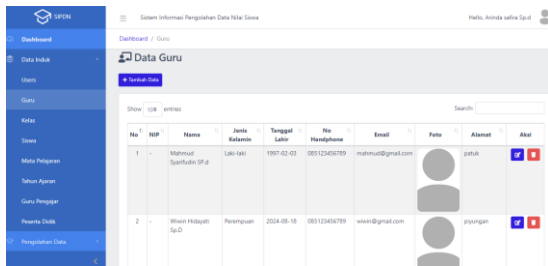 SIPDN
Sistem Informasi Pengolahan Data Nilai Siswa
Hello, Arinda safira Sp.d
Dashboard
Data Induk
Users
Guru
Kelas
Siswa
Mata Pelajaran
Tahun Ajaran
Guru Pengajar
Peserta Didik
Pengolahan Data
Dashboard / Guru
Data Guru
+ Tambah Data
Show 100 entries
Search:
No NIP Nama Jenis Kelamin Tanggal Lahir No Handphone Email Foto Alamat Aksi
1 - Mahmud Syarifudin SP.d Laki-laki 1997-02-03 085123456789 mahmud@gmail.com patuk
2 - Wiwin Hidayati Sp.D Perempuan 2024-08-18 085123456789 wiwin@gmail.com piyungan